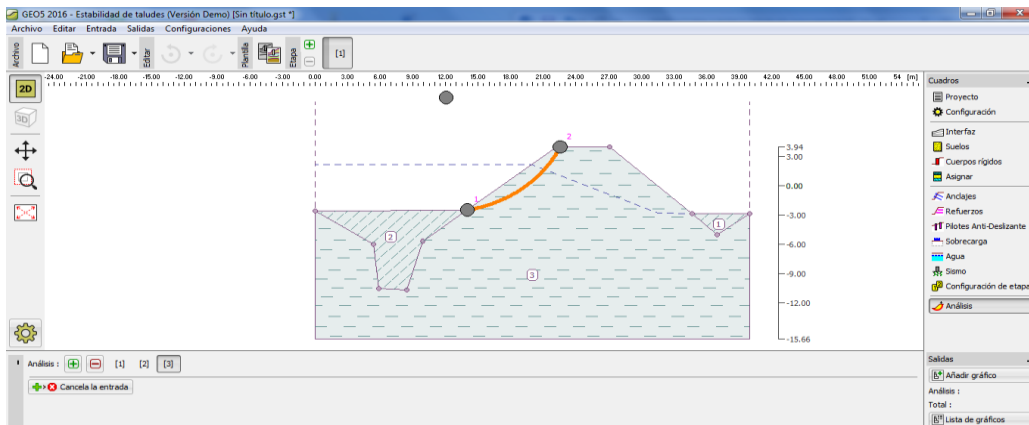 GEO5 2016 - Estabilidad de taludes (Versión Demo) [Sin título.gst *]
Archivo Editar Entrada Salidas Configuraciones Ayuda
Archivo Editar Plantilla Etapa [1]
2D -24.00 -21.00 -18.00 -15.00 -12.00 -9.00 -6.00 -3.00 0.00 3.00 6.00 9.00 12.00 15.00 18.00 21.00 24.00 27.00 30.00 33.00 36.00 39.00 42.00 45.00 48.00 51.00 54 [m]
3D
Cuadros
Proyecto
Configuración
Interfaz
Suelos
Cuerpos rígidos
Asignar
Anclajes
Refuerzos
Pilotes Anti-Deslizante
Sobrecarga
Agua
Sismo
Configuración de etapa
Análisis
2
3.94
3.00
0.00
1
-3.00
1
2
-6.00
3
-9.00
-12.00
-15.66
Análisis : [1] [2] [3]
Cancela la entrada
Salidas
Añadir gráfico
Análisis :
Total :
Lista de gráficos